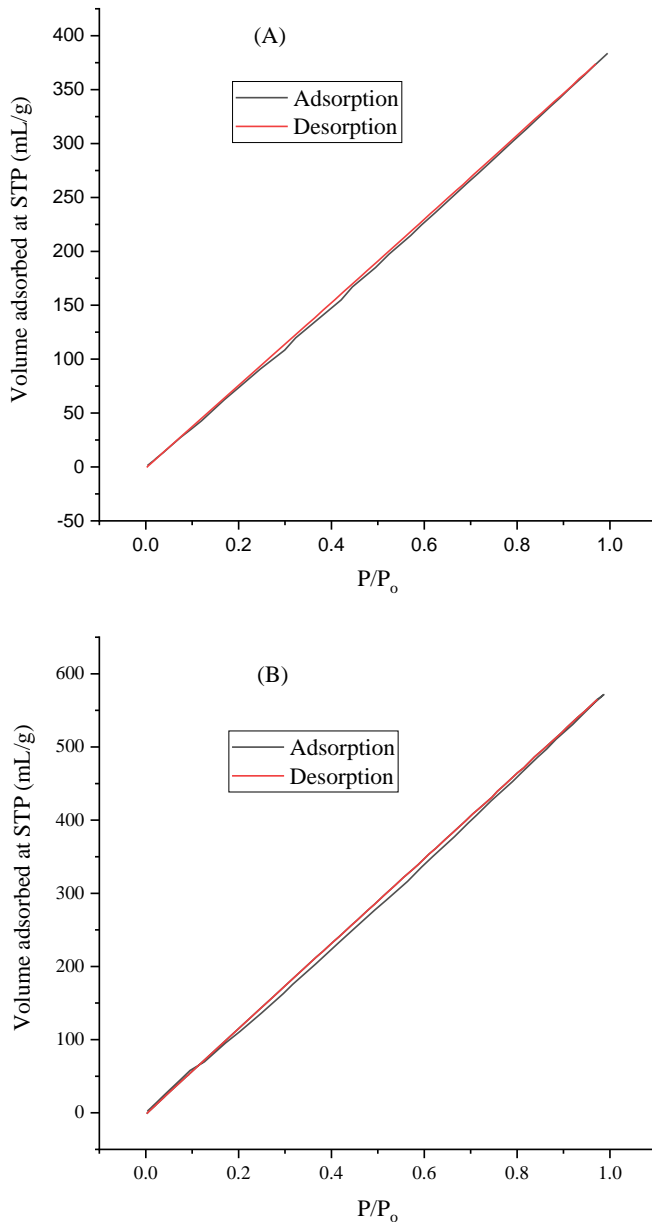 (A)
Adsorption
Desorption
400
350
300
250
200
150
100
50
0
-50
Volume adsorbed at STP (mL/g)
0.0 0.2 0.4 0.6 0.8 1.0
P/Po
(B)
Adsorption
Desorption
600
500
400
300
200
100
0
Volume adsorbed at STP (mL/g)
0.0 0.2 0.4 0.6 0.8 1.0
P/Po